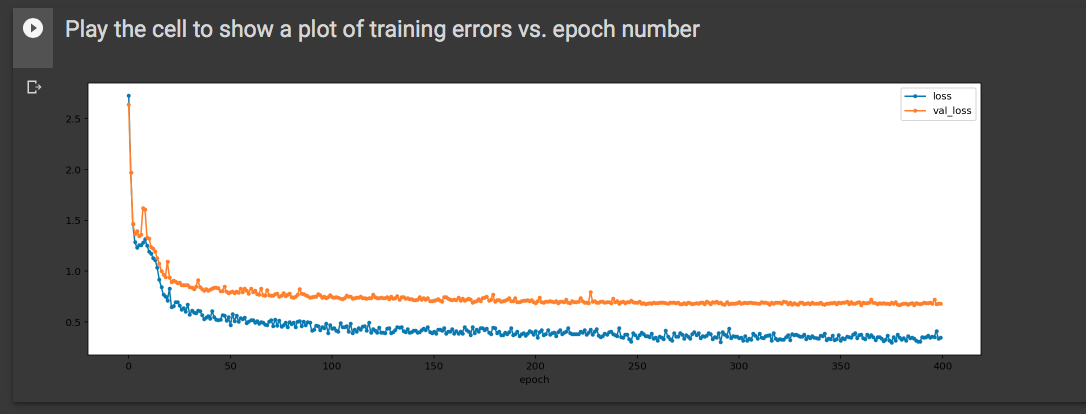 Play the cell to show a plot of training errors vs. epoch number
loss
val_loss
2.5
2.0
1.5
1.0
0.5
0 50 100 150 200 250 300 350 400
epoch